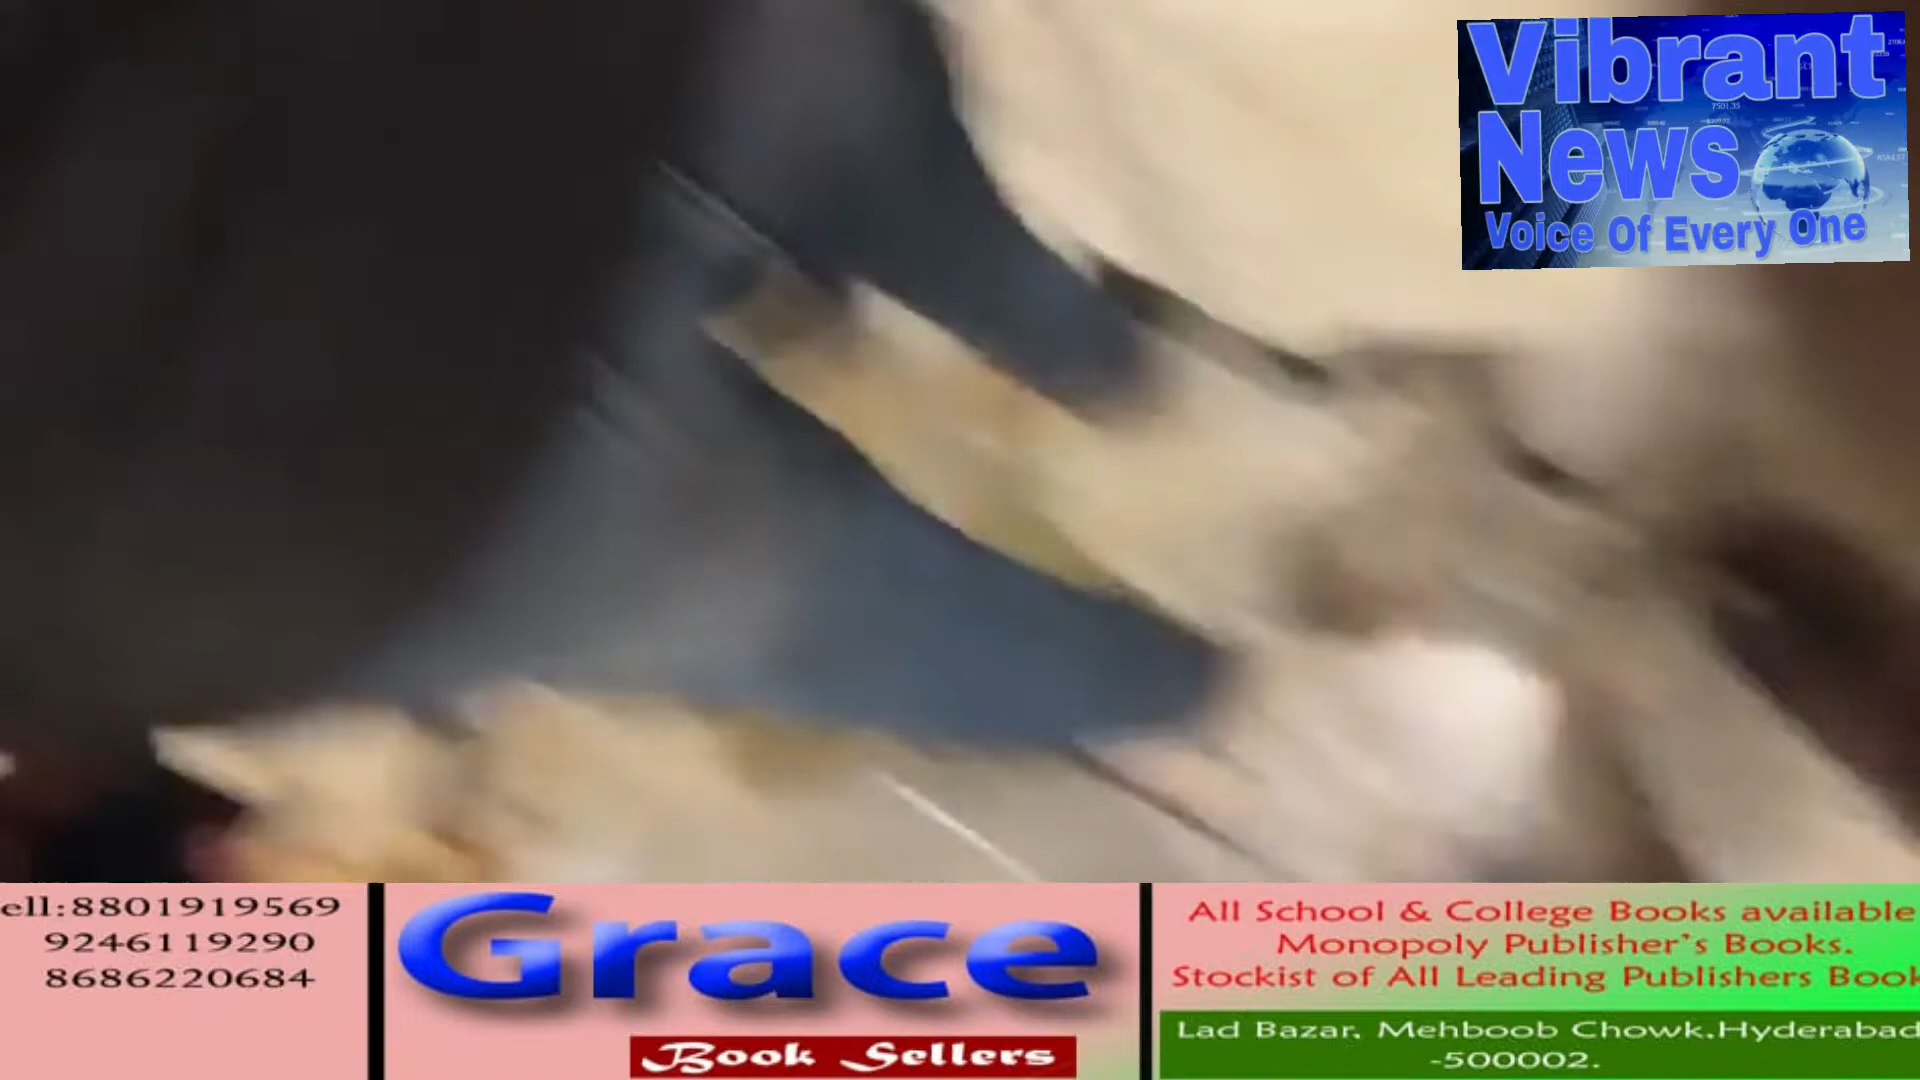 Vibrant
News
Voice Of Every One
ell:8801919569
9246119290
8686220684
Grace
Book Sellers
All School & College Books available
Monopoly Publisher's Books.
Stockist of All Leading Publishers Book
Lad Bazar, Mehboob Chowk,Hyderabad
-500002.